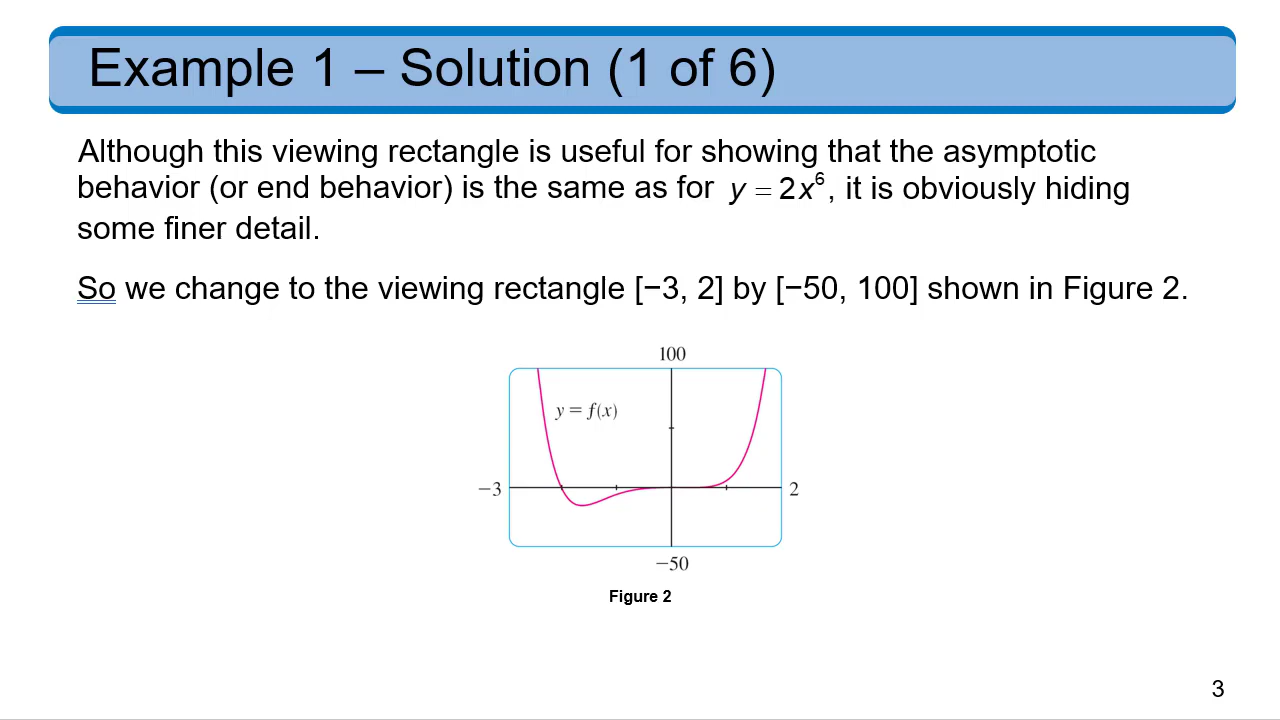 Example 1 – Solution (1 of 6)
Although this viewing rectangle is useful for showing that the asymptotic
behavior (or end behavior) is the same as for y = 2x⁶, it is obviously hiding
some finer detail.
So we change to the viewing rectangle [−3, 2] by [−50, 100] shown in Figure 2.
100
y = f(x)
−3
2
−50
Figure 2
3